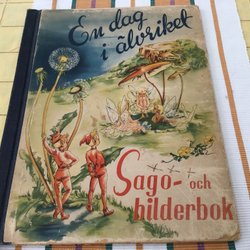 En dag
i älvriket
Sago- och
bilderbok